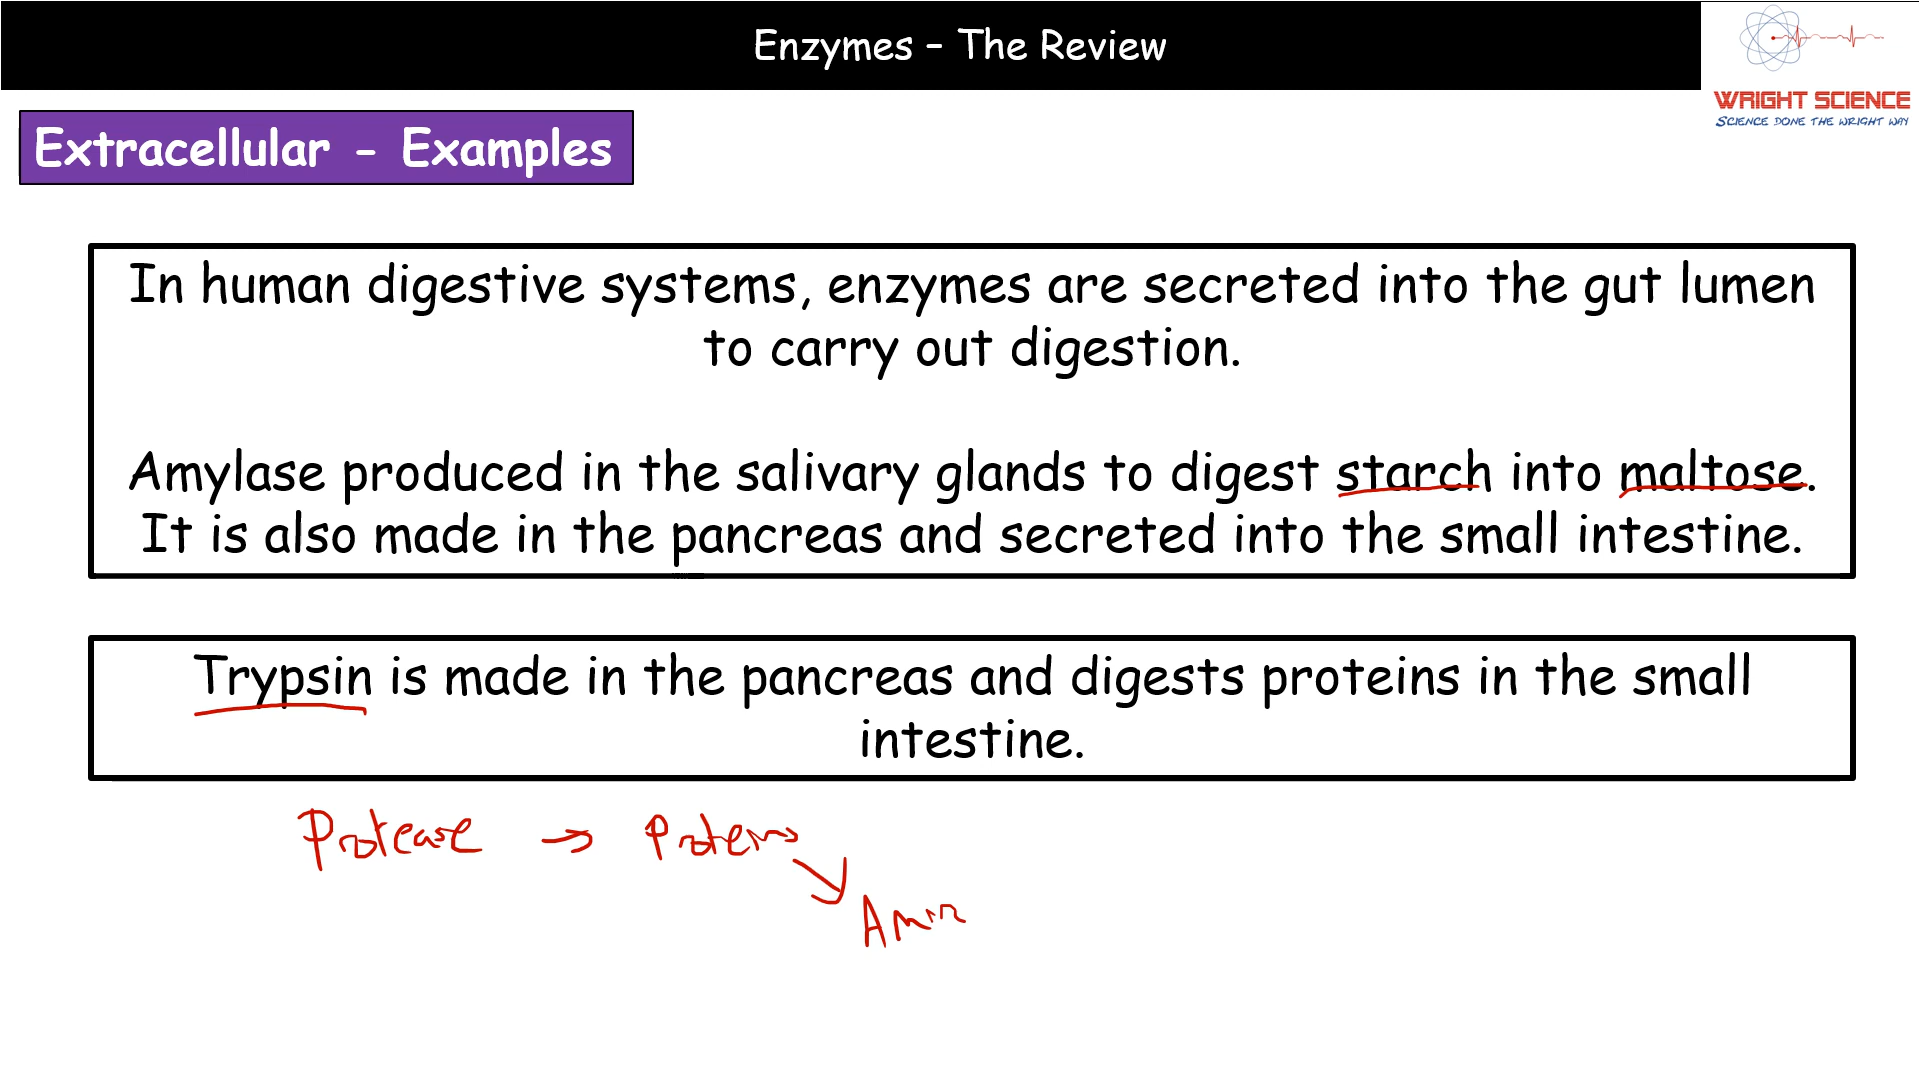 Enzymes – The Review
WRIGHT SCIENCE
SCIENCE DONE THE WRIGHT WAY
Extracellular - Examples
In human digestive systems, enzymes are secreted into the gut lumen
to carry out digestion.
Amylase produced in the salivary glands to digest starch into maltose.
It is also made in the pancreas and secreted into the small intestine.
Trypsin is made in the pancreas and digests proteins in the small
intestine.
Protease → Proteins
Amin